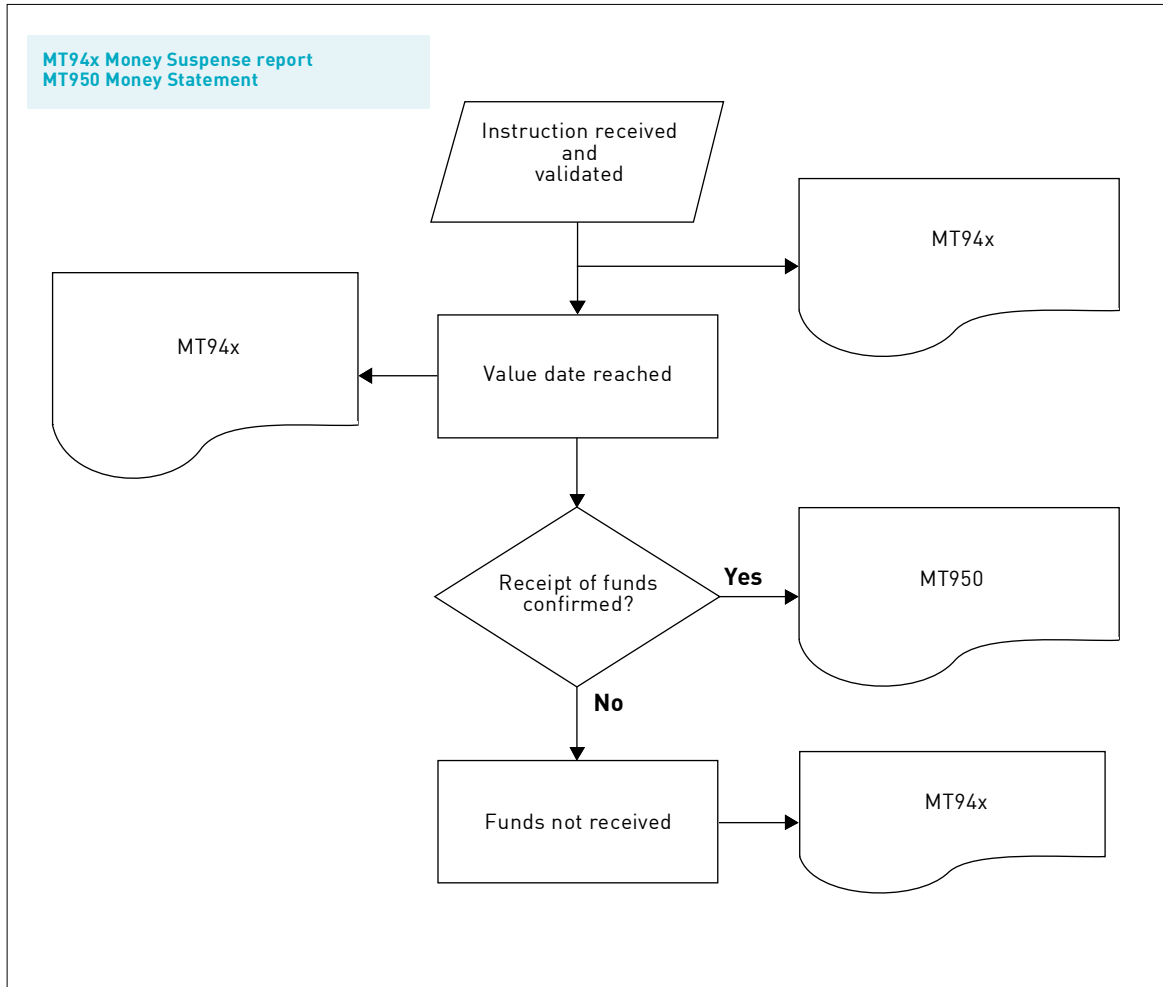 MT94x Money Suspense report
MT950 Money Statement
Instruction received
and
validated
MT94x
MT94x
Value date reached
Receipt of funds
confirmed?
Yes
MT950
No
Funds not received
MT94x